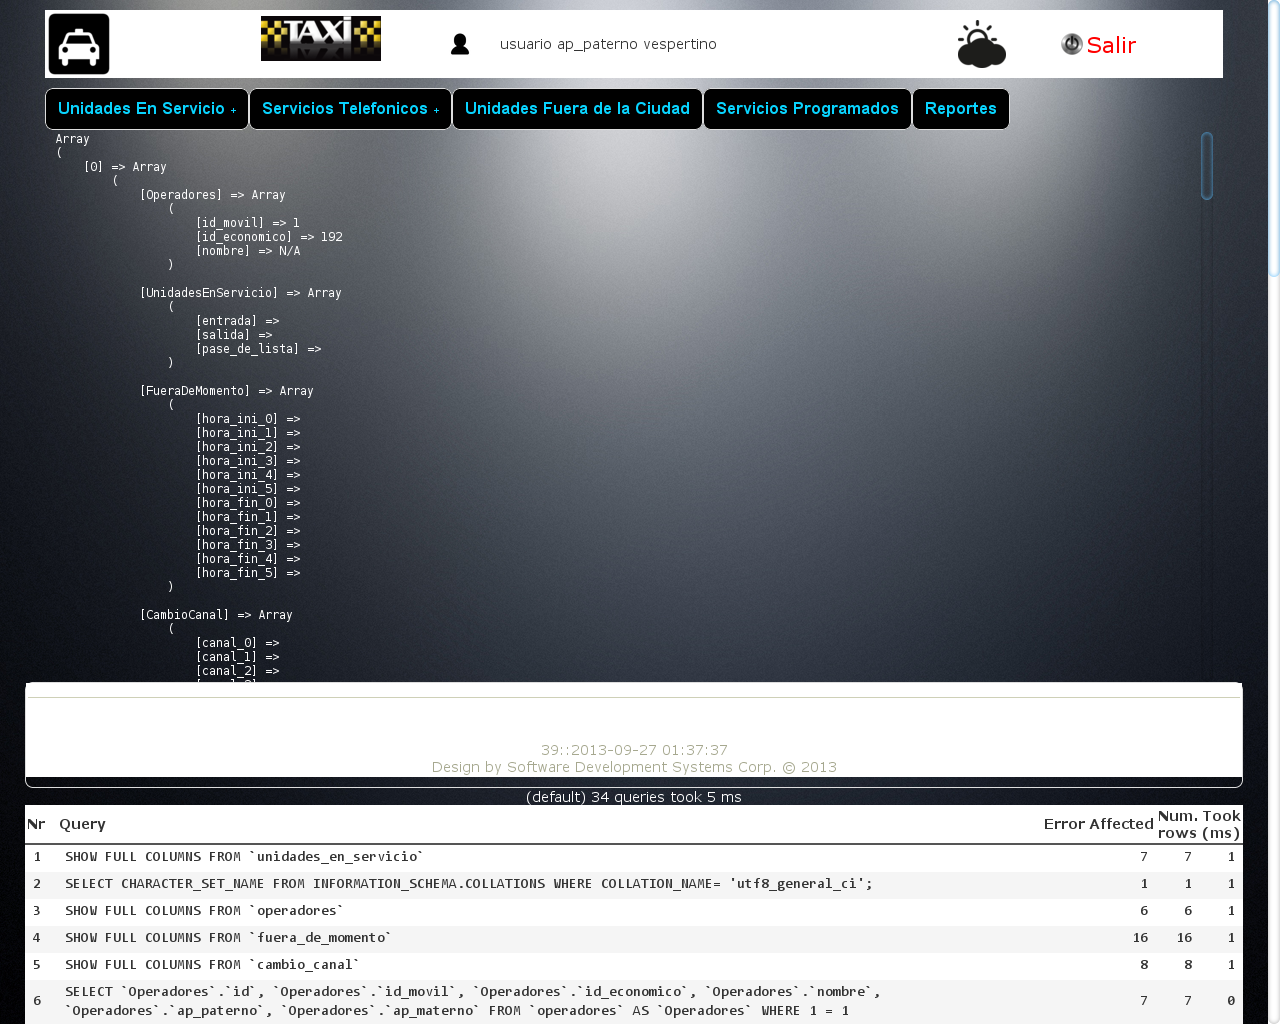 TAXi
usuario ap_paterno vespertino
Salir
Unidades En Servicio +
Servicios Telefonicos +
Unidades Fuera de la Ciudad
Servicios Programados
Reportes
Array
(
[0] => Array
(
[Operadores] => Array
(
[id_movil] => 1
[id_economico] => 192
[nombre] => N/A
)
[UnidadesEnServicio] => Array
(
[entrada] =>
[salida] =>
[pase_de_lista] =>
)
[FueraDeMomento] => Array
(
[hora_ini_0] =>
[hora_ini_1] =>
[hora_ini_2] =>
[hora_ini_3] =>
[hora_ini_4] =>
[hora_ini_5] =>
[hora_fin_0] =>
[hora_fin_1] =>
[hora_fin_2] =>
[hora_fin_3] =>
[hora_fin_4] =>
[hora_fin_5] =>
)
[CambioCanal] => Array
(
[canal_0] =>
[canal_1] =>
[canal_2] =>
39::2013-09-27 01:37:37
Design by Software Development Systems Corp. © 2013
(default) 34 queries took 5 ms
Nr Query Error Affected Num. rows Took (ms)
1 SHOW FULL COLUMNS FROM `unidades_en_servicio` 7 7 1
2 SELECT CHARACTER_SET_NAME FROM INFORMATION_SCHEMA.COLLATIONS WHERE COLLATION_NAME= 'utf8_general_ci'; 1 1 1
3 SHOW FULL COLUMNS FROM `operadores` 6 6 1
4 SHOW FULL COLUMNS FROM `fuera_de_momento` 16 16 1
5 SHOW FULL COLUMNS FROM `cambio_canal` 8 8 1
6 SELECT `Operadores`.`id`, `Operadores`.`id_movil`, `Operadores`.`id_economico`, `Operadores`.`nombre`, 7 7 0
`Operadores`.`ap_paterno`, `Operadores`.`ap_materno` FROM `operadores` AS `Operadores` WHERE 1 = 1